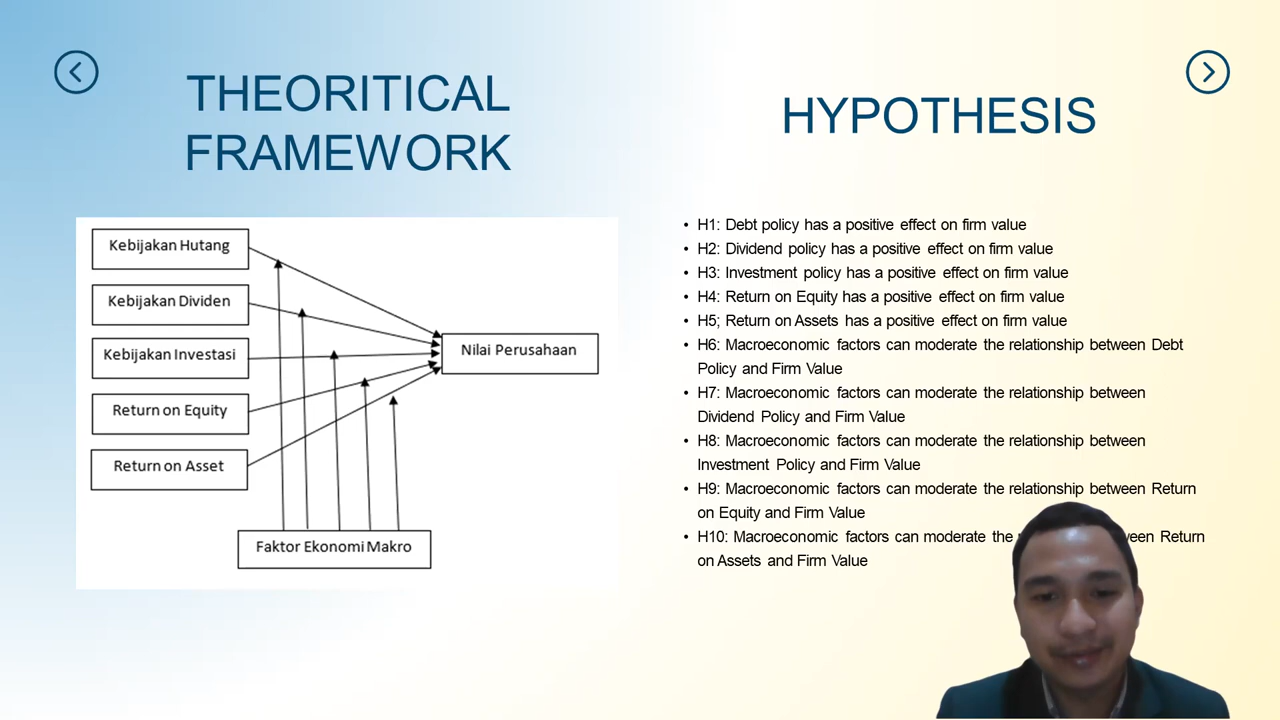 THEORITICAL
FRAMEWORK
Kebijakan Hutang
Kebijakan Dividen
Kebijakan Investasi
Return on Equity
Return on Asset
Nilai Perusahaan
Faktor Ekonomi Makro
HYPOTHESIS
• H1: Debt policy has a positive effect on firm value
• H2: Dividend policy has a positive effect on firm value
• H3: Investment policy has a positive effect on firm value
• H4: Return on Equity has a positive effect on firm value
• H5; Return on Assets has a positive effect on firm value
• H6: Macroeconomic factors can moderate the relationship between Debt
Policy and Firm Value
• H7: Macroeconomic factors can moderate the relationship between
Dividend Policy and Firm Value
• H8: Macroeconomic factors can moderate the relationship between
Investment Policy and Firm Value
• H9: Macroeconomic factors can moderate the relationship between Return
on Equity and Firm Value
• H10: Macroeconomic factors can moderate the Return
on Assets and Firm Value